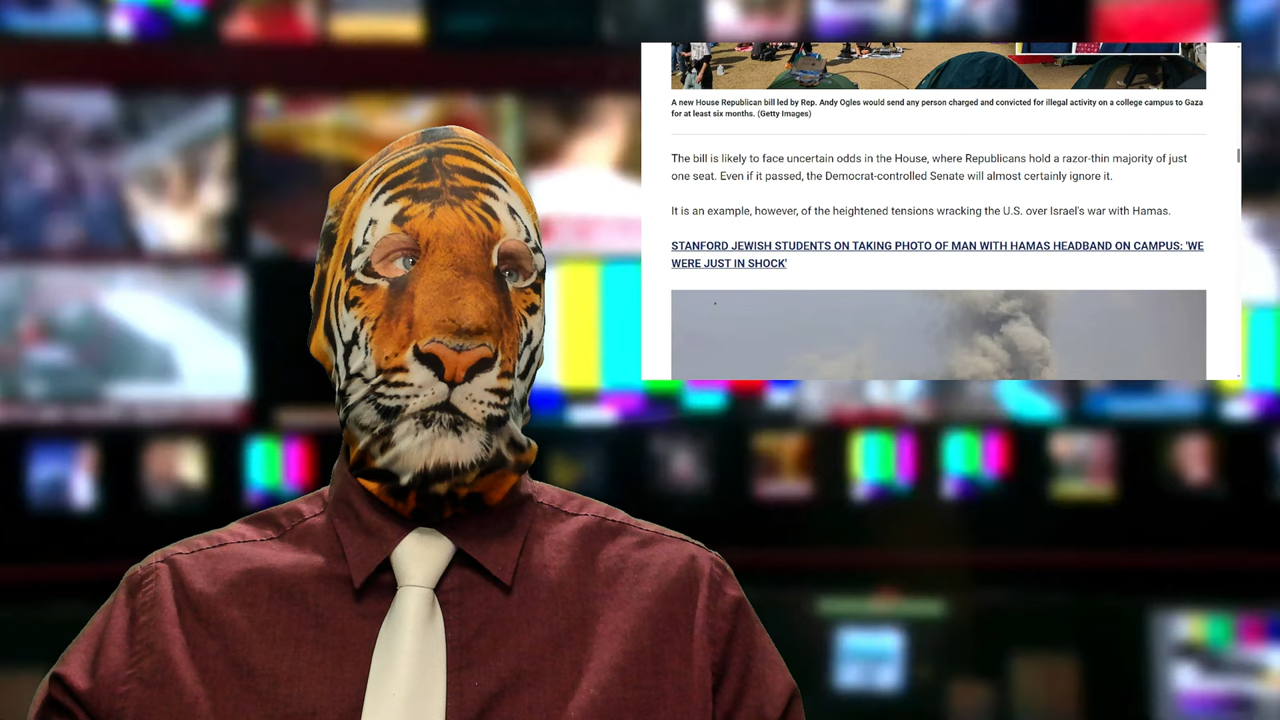 A new House Republican bill led by Rep. Andy Ogles would send any person charged and convicted for illegal activity on a college campus to Gaza
for at least six months. (Getty Images)
The bill is likely to face uncertain odds in the House, where Republicans hold a razor-thin majority of just
one seat. Even if it passed, the Democrat-controlled Senate will almost certainly ignore it.
It is an example, however, of the heightened tensions wracking the U.S. over Israel's war with Hamas.
STANFORD JEWISH STUDENTS ON TAKING PHOTO OF MAN WITH HAMAS HEADBAND ON CAMPUS: 'WE
WERE JUST IN SHOCK'